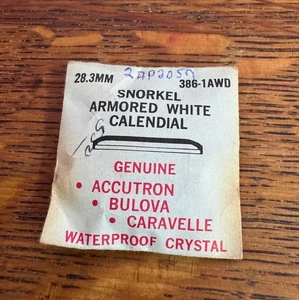 28.3MM
386-1AWD
SNORKEL
ARMORED WHITE
CALENDIAL
GENUINE
• ACCUTRON
• BULOVA
• CARAVELLE
WATERPROOF CRYSTAL